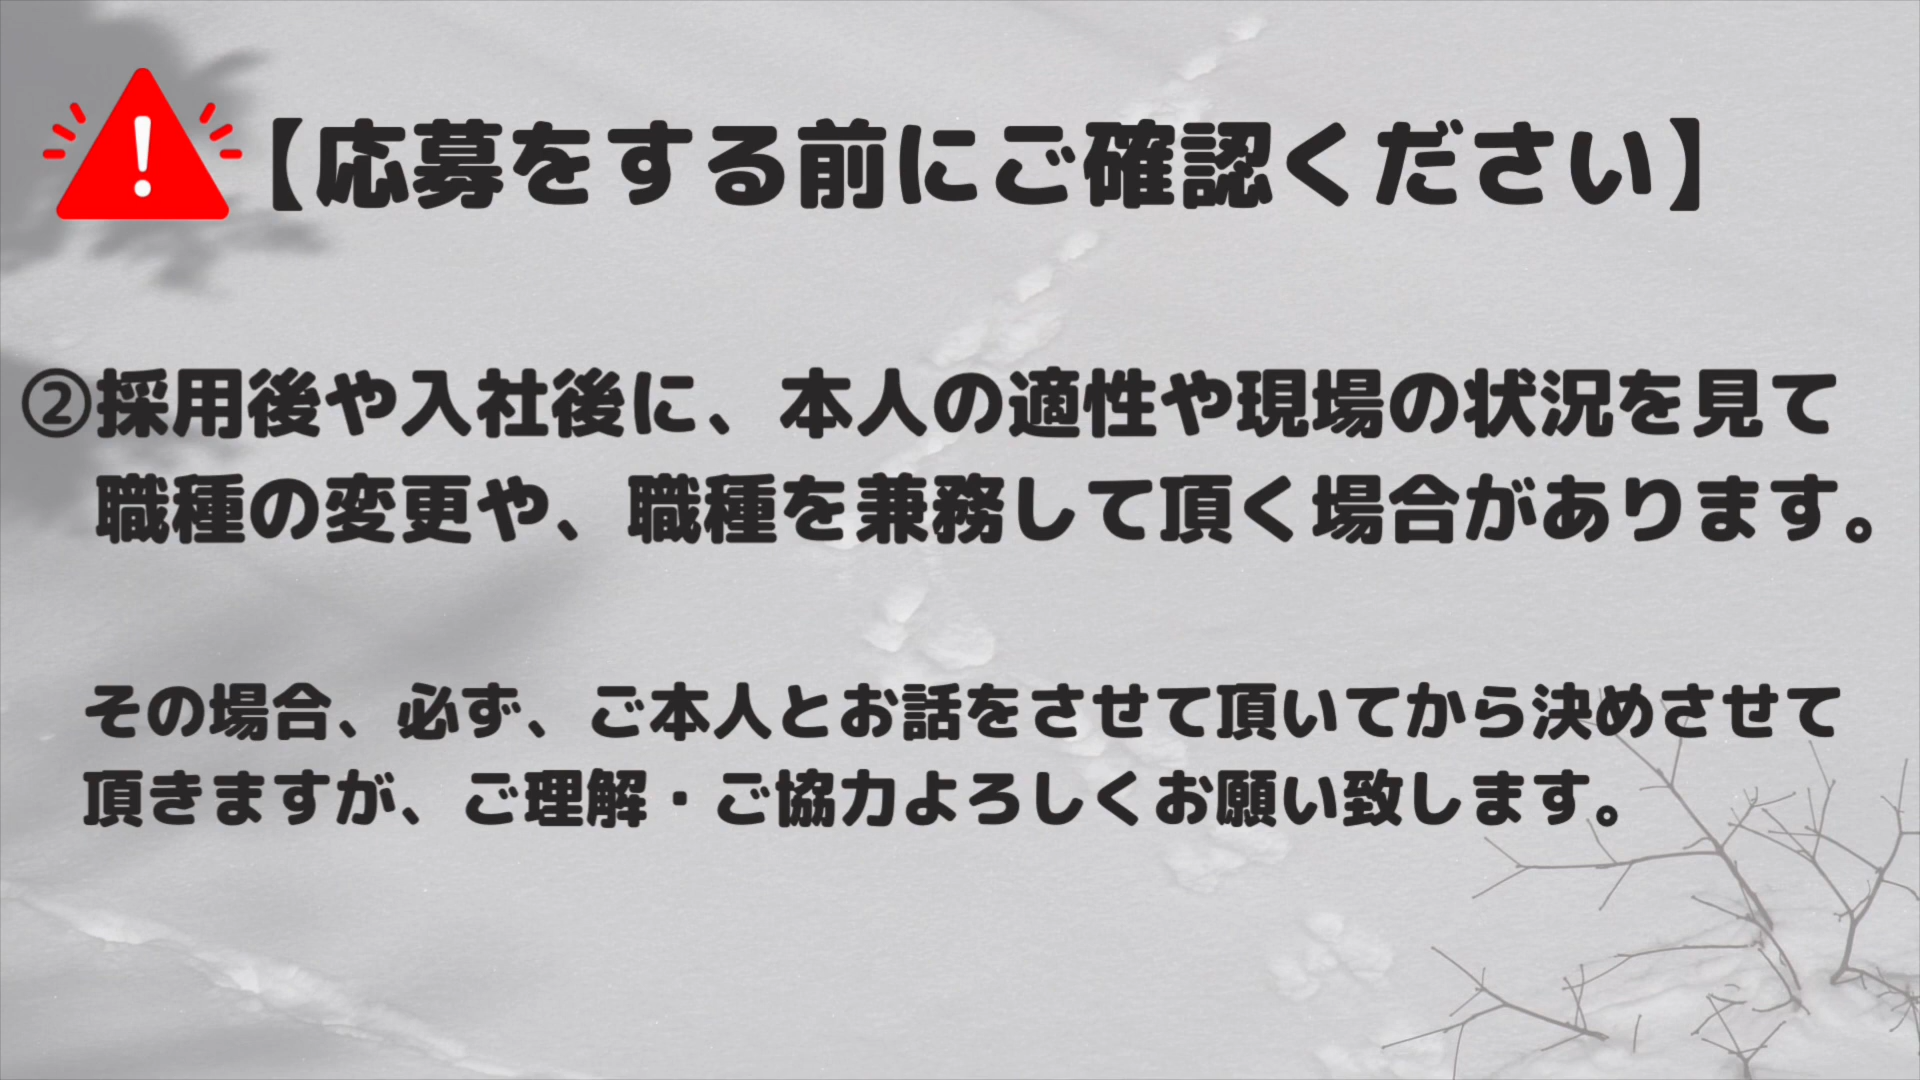 【応募をする前にご確認ください】
②採用後や入社後に、本人の適性や現場の状況を見て
職種の変更や、職種を兼務して頂く場合があります。
その場合、必ず、ご本人とお話をさせて頂いてから決めさせて
頂きますが、ご理解・ご協力よろしくお願い致します。